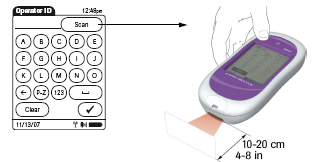 Operator ID 12:48pm
Scan
A B C D E
F G H I J
K L M N O
← P-Z 123
Clear ✓
11/13/07
10-20 cm
4-8 in